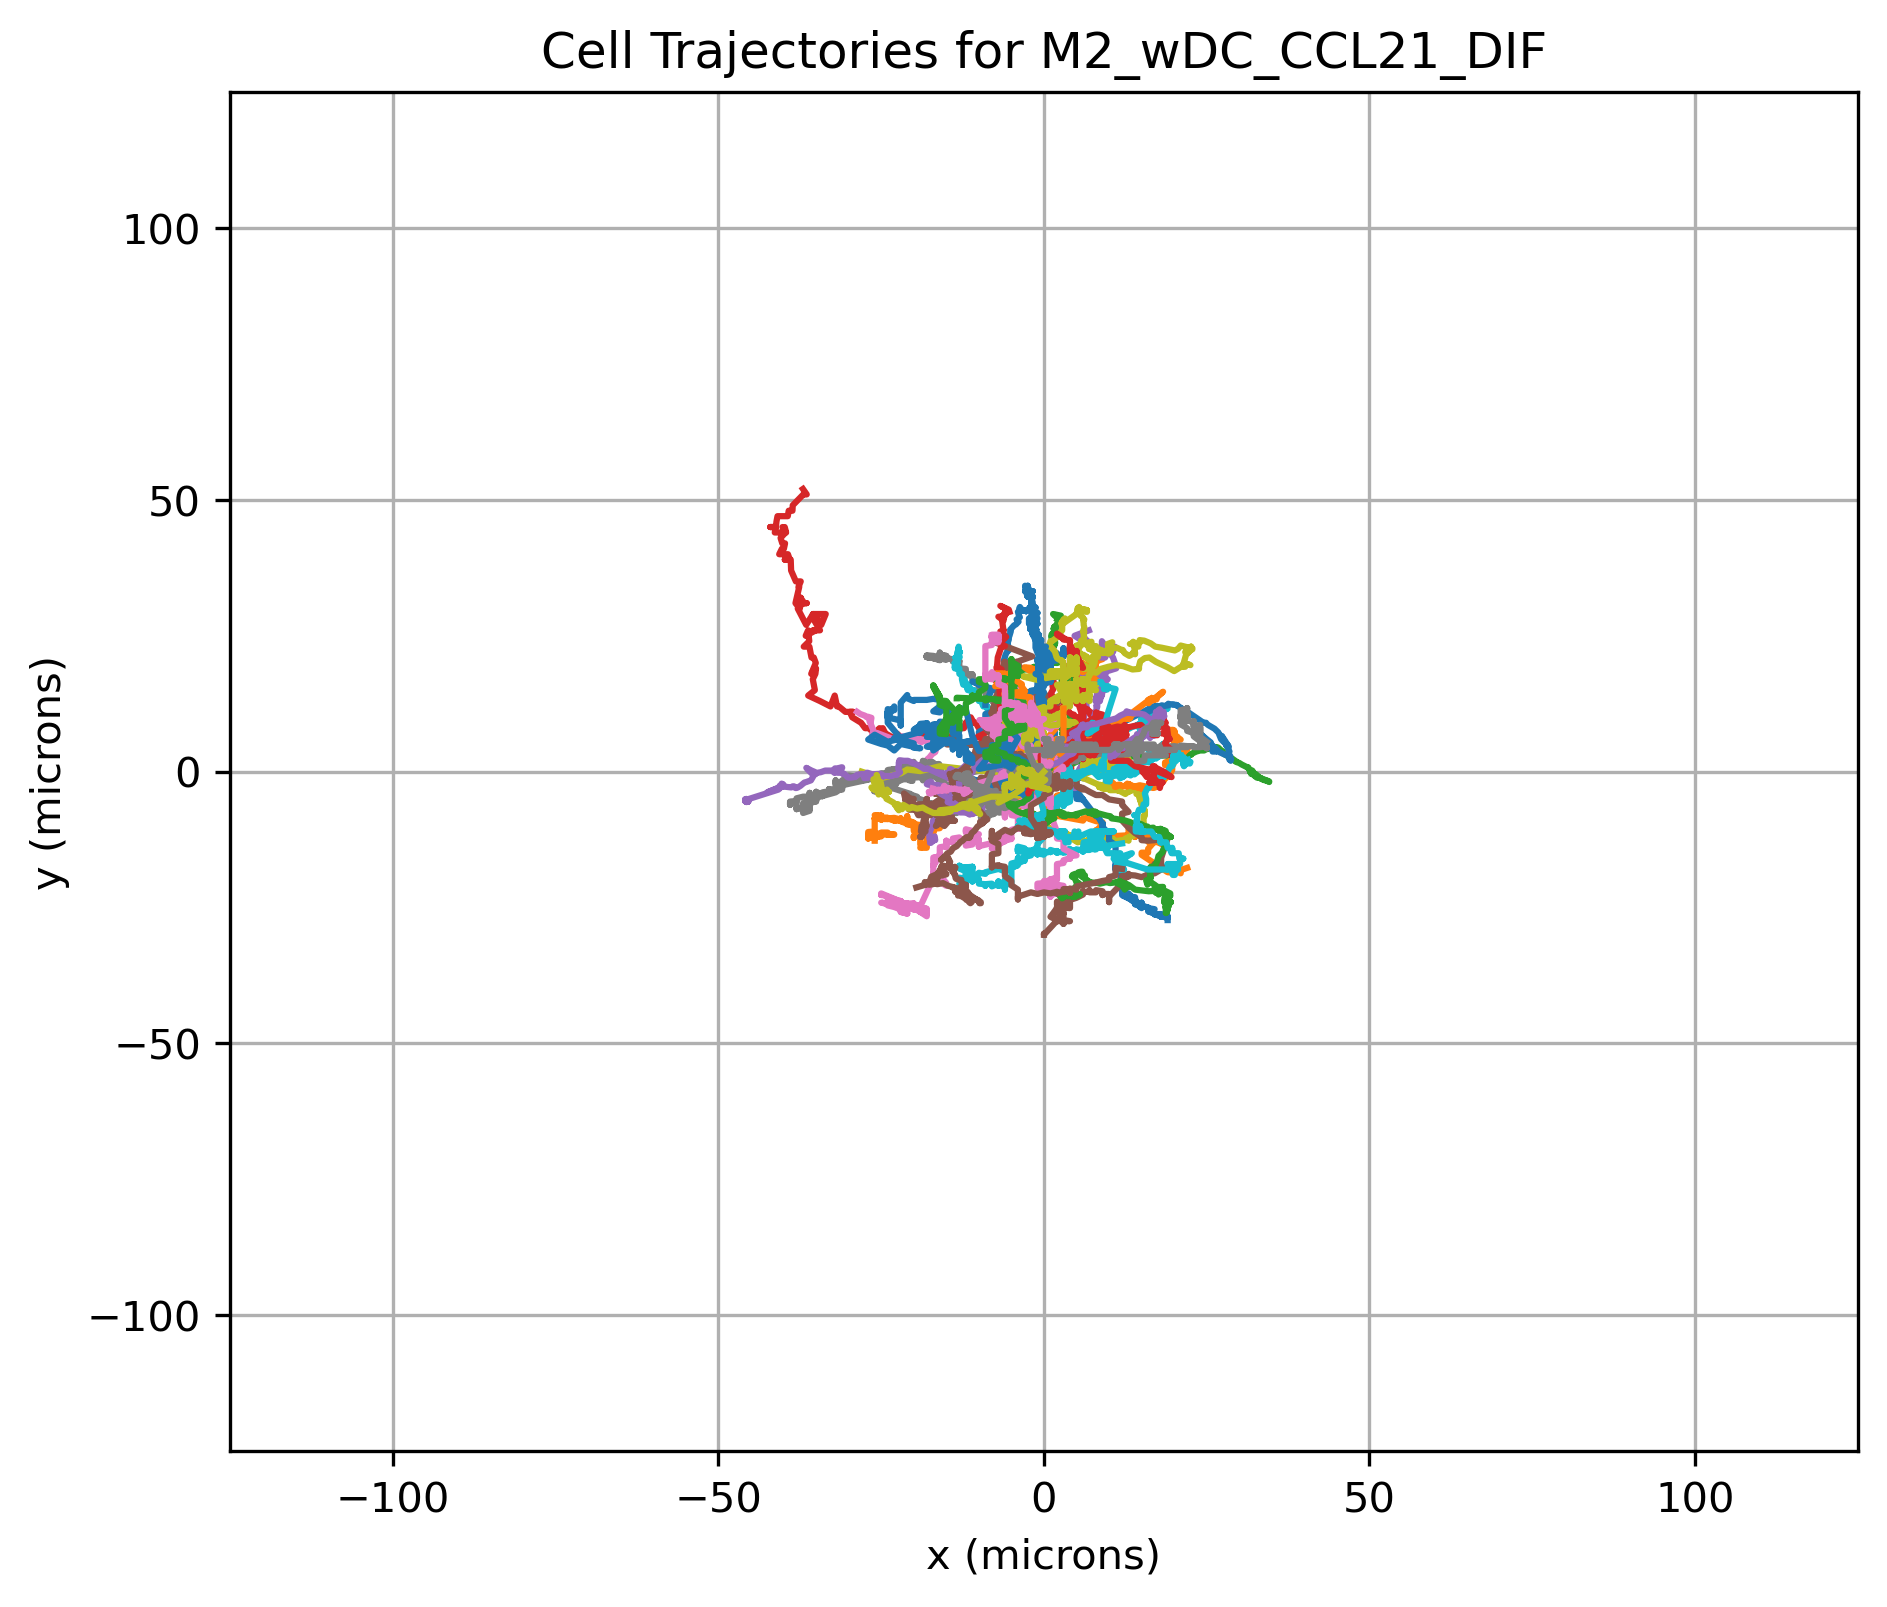 Cell Trajectories for M2_wDC_CCL21_DIF
100
50
0
−50
−100
y (microns)
−100 −50 0 50 100
x (microns)